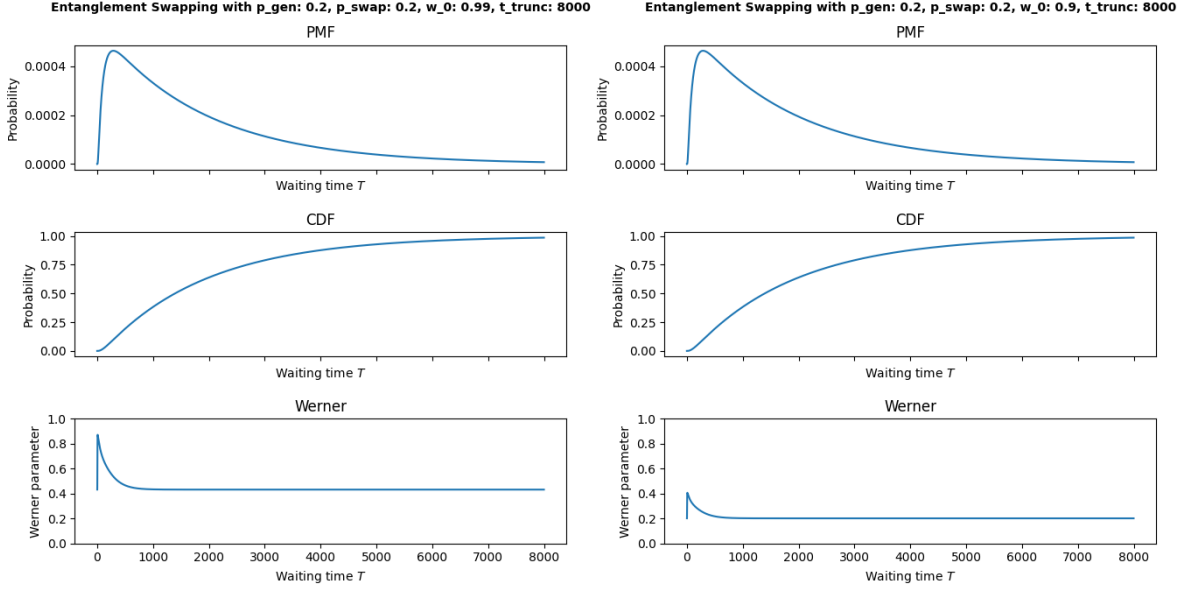 Entanglement Swapping with p_gen: 0.2, p_swap: 0.2, w_0: 0.99, t_trunc: 8000
PMF
Probability
0.0004
0.0002
0.0000
Waiting time T
CDF
Probability
1.00
0.75
0.50
0.25
0.00
Waiting time T
Werner
Werner parameter
1.0
0.8
0.6
0.4
0.2
0.0
0 1000 2000 3000 4000 5000 6000 7000 8000
Waiting time T
Entanglement Swapping with p_gen: 0.2, p_swap: 0.2, w_0: 0.9, t_trunc: 8000
PMF
Probability
0.0004
0.0002
0.0000
Waiting time T
CDF
Probability
1.00
0.75
0.50
0.25
0.00
Waiting time T
Werner
Werner parameter
1.0
0.8
0.6
0.4
0.2
0.0
0 1000 2000 3000 4000 5000 6000 7000 8000
Waiting time T